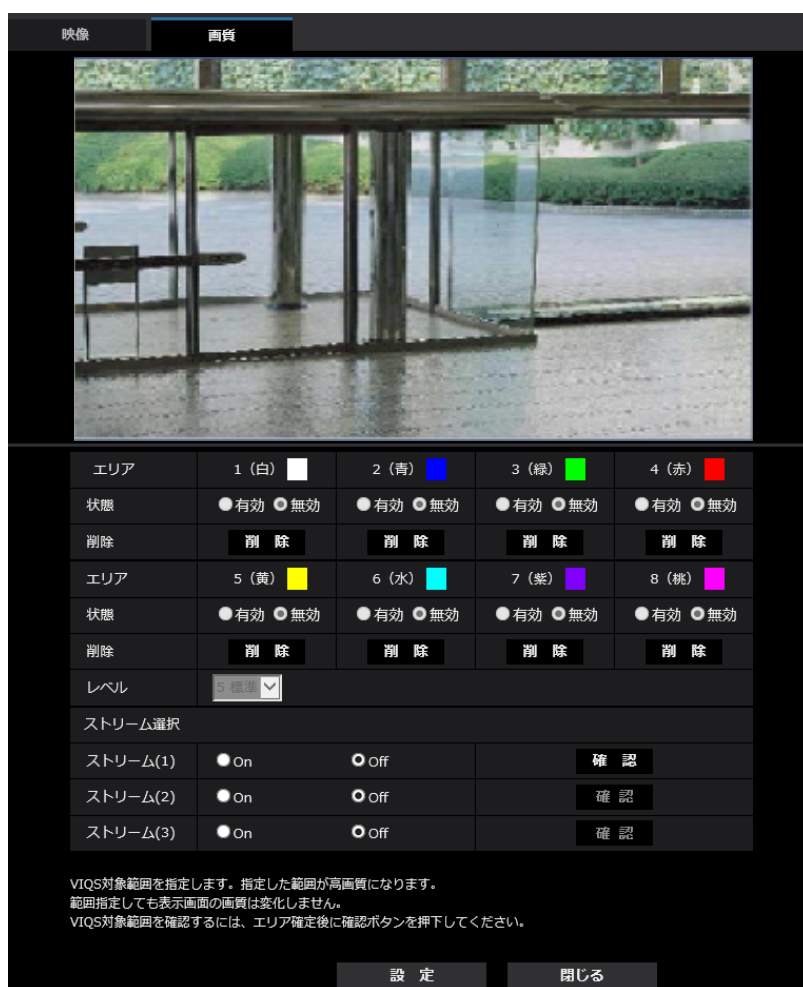 映像 画質
エリア 1（白） 2（青） 3（緑） 4（赤）
状態 有効 無効 有効 無効 有効 無効 有効 無効
削除 削 除 削 除 削 除 削 除
エリア 5（黄） 6（水） 7（紫） 8（桃）
状態 有効 無効 有効 無効 有効 無効 有効 無効
削除 削 除 削 除 削 除 削 除
レベル 5 標準
ストリーム選択
ストリーム(1) On Off 確 認
ストリーム(2) On Off 確 認
ストリーム(3) On Off 確 認
VIQS対象範囲を指定します。指定した範囲が高画質になります。
範囲指定しても表示画面の画質は変化しません。
VIQS対象範囲を確認するには、エリア確定後に確認ボタンを押下してください。
設 定 閉じる